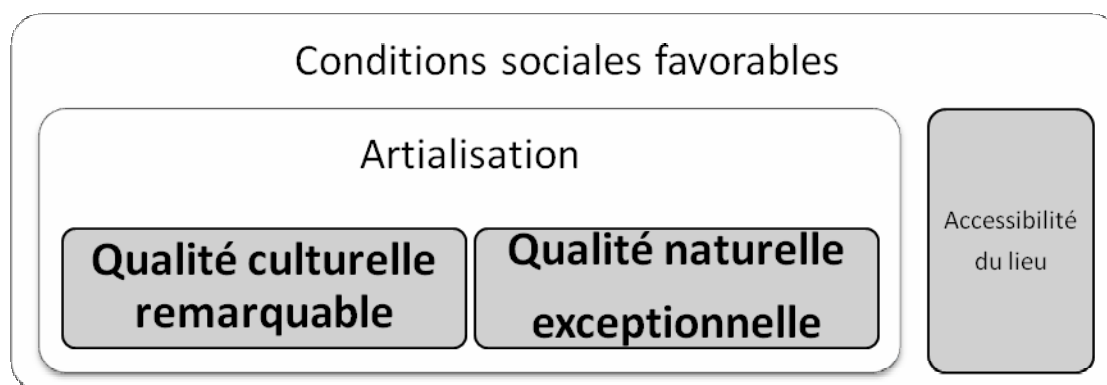 Conditions sociales favorables
Artialisation
Qualité culturelle
remarquable
Qualité naturelle
exceptionnelle
Accessibilité
du lieu